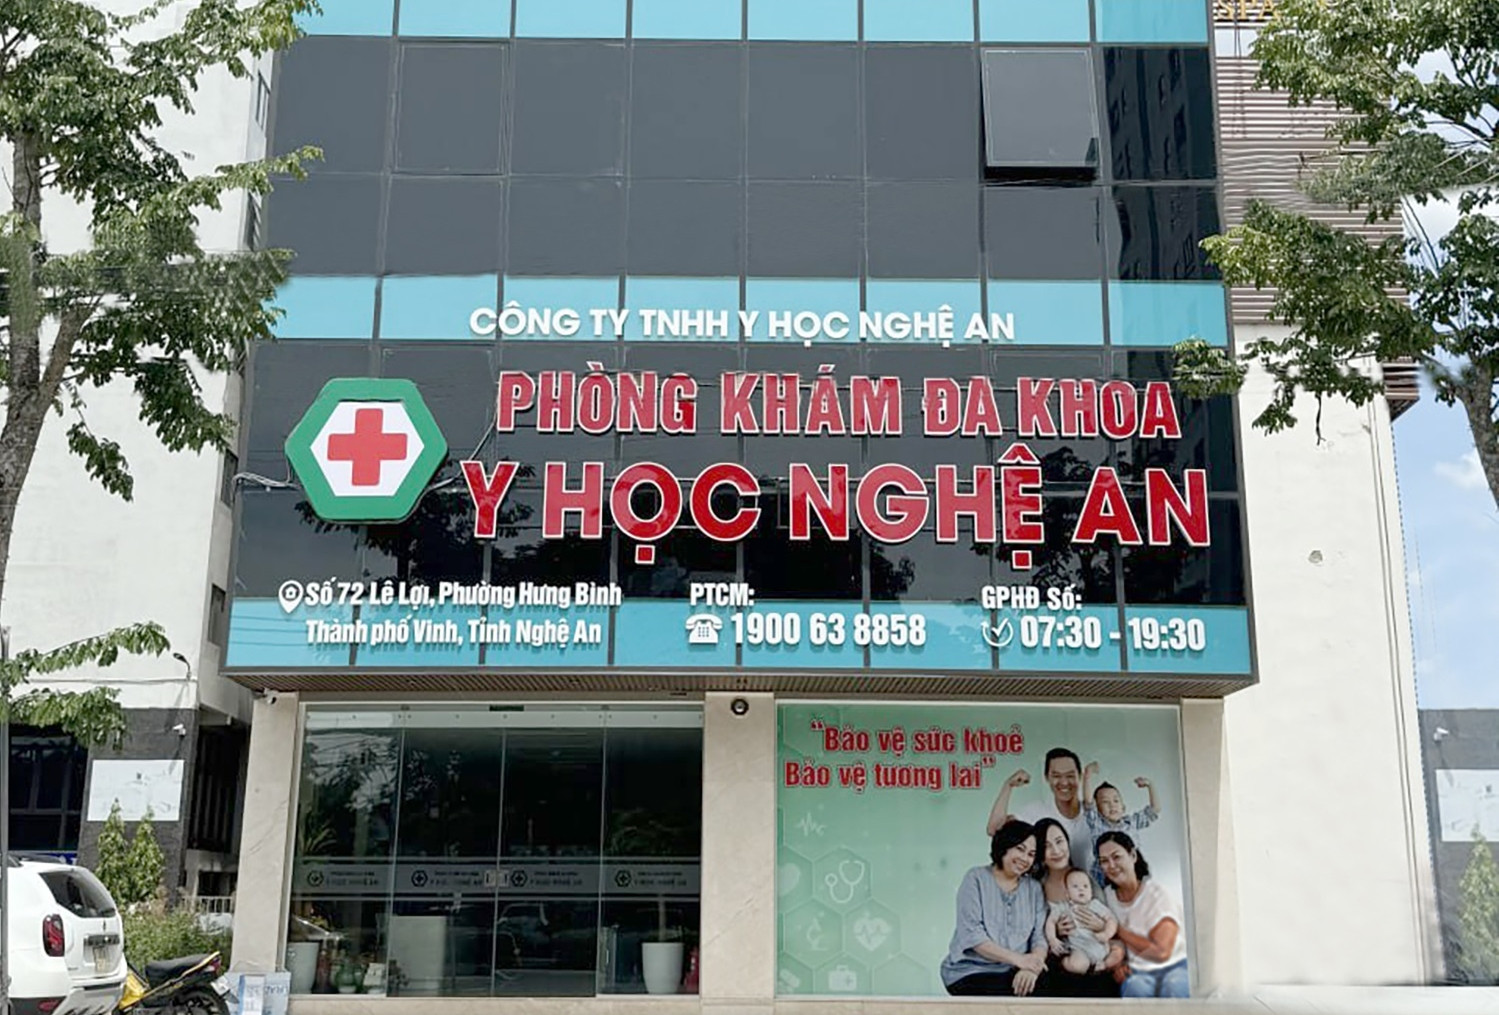 SPA
CÔNG TY TNHH Y HỌC NGHỆ AN
PHÒNG KHÁM ĐA KHOA
Y HỌC NGHỆ AN
Số 72 Lê Lợi, Phường Hưng Bình
Thành phố Vinh, Tỉnh Nghệ An
PTCM:
1900 63 8858
GPHĐ Số:
07:30 - 19:30
“Bảo vệ sức khoẻ
Bảo vệ tương lai”